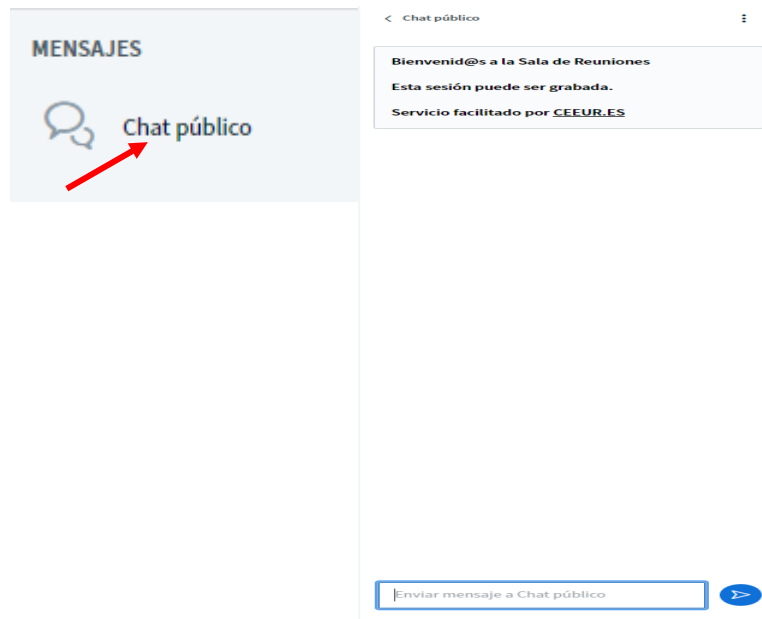 MENSAJES
Chat público
< Chat público
Bienvenid@s a la Sala de Reuniones
Esta sesión puede ser grabada.
Servicio facilitado por CEEUR.ES
Enviar mensaje a Chat público